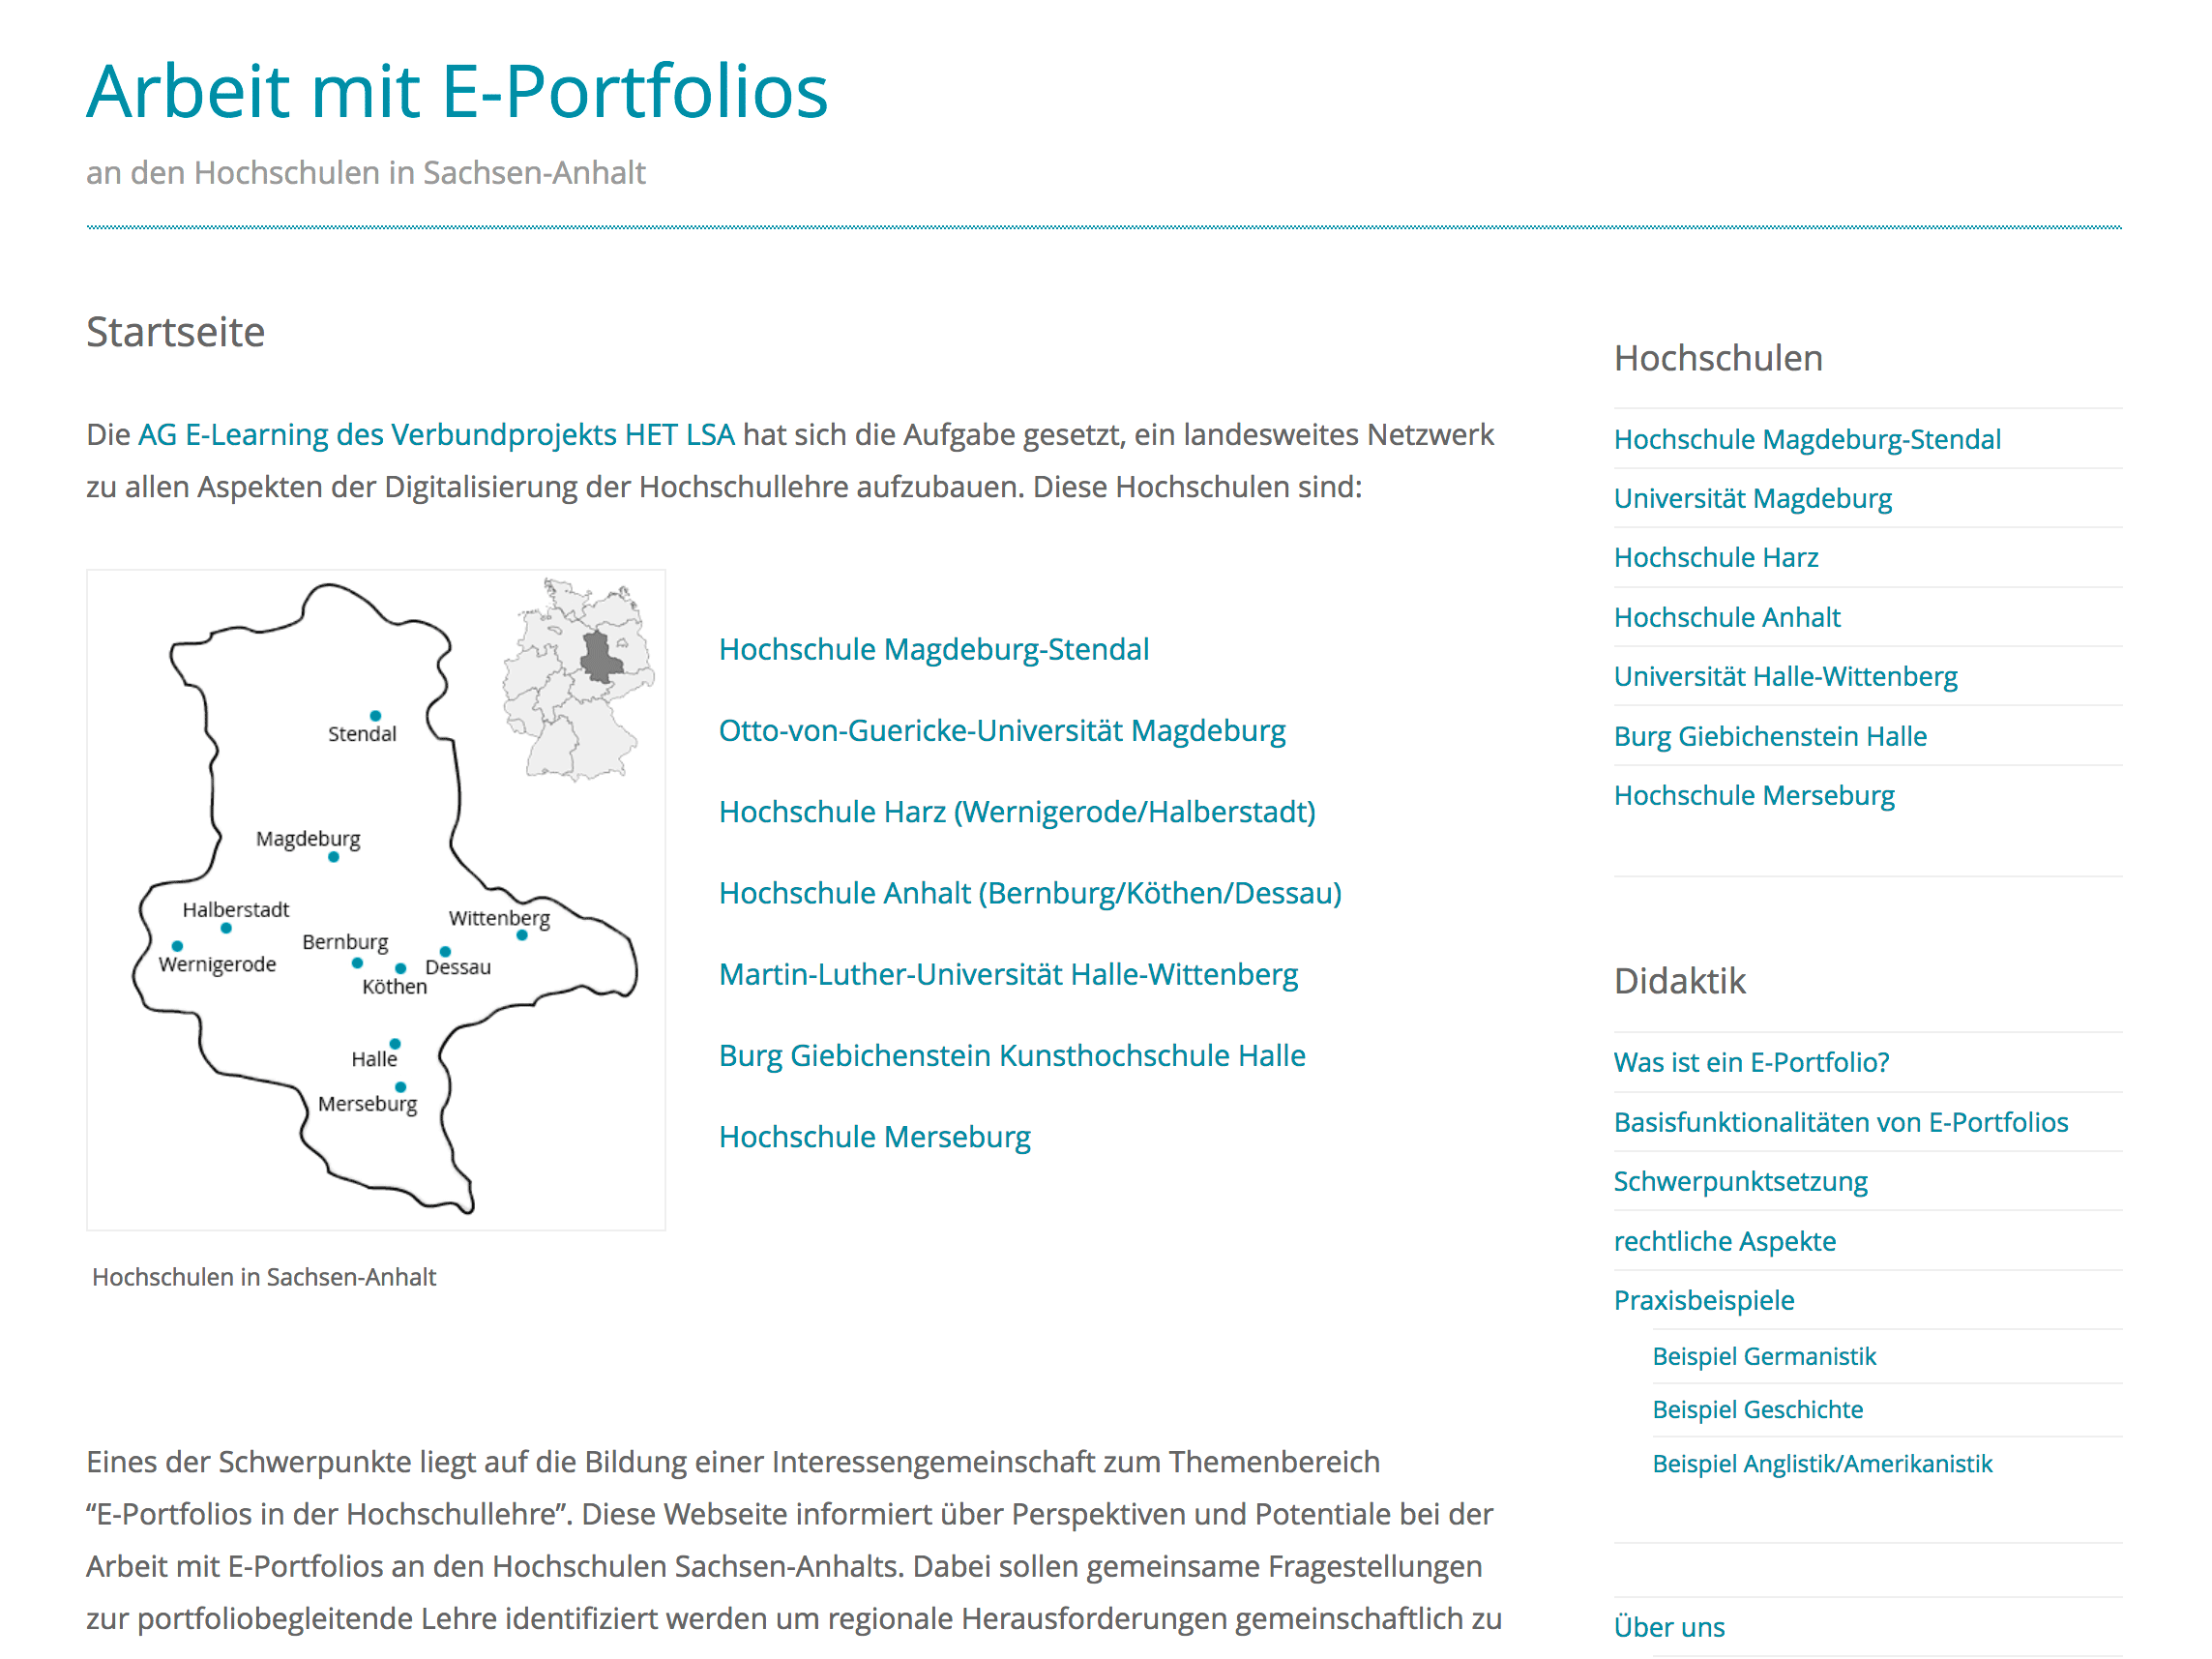 Arbeit mit E-Portfolios
an den Hochschulen in Sachsen-Anhalt
Startseite
Die AG E-Learning des Verbundprojekts HET LSA hat sich die Aufgabe gesetzt, ein landesweites Netzwerk
zu allen Aspekten der Digitalisierung der Hochschullehre aufzubauen. Diese Hochschulen sind:
Stendal
Magdeburg
Halberstadt
Wernigerode
Bernburg
Köthen
Dessau
Wittenberg
Halle
Merseburg
Hochschulen in Sachsen-Anhalt
Hochschule Magdeburg-Stendal
Otto-von-Guericke-Universität Magdeburg
Hochschule Harz (Wernigerode/Halberstadt)
Hochschule Anhalt (Bernburg/Köthen/Dessau)
Martin-Luther-Universität Halle-Wittenberg
Burg Giebichenstein Kunsthochschule Halle
Hochschule Merseburg
Eines der Schwerpunkte liegt auf die Bildung einer Interessengemeinschaft zum Themenbereich
“E-Portfolios in der Hochschullehre”. Diese Webseite informiert über Perspektiven und Potentiale bei der
Arbeit mit E-Portfolios an den Hochschulen Sachsen-Anhalts. Dabei sollen gemeinsame Fragestellungen
zur portfoliobegleitende Lehre identifiziert werden um regionale Herausforderungen gemeinschaftlich zu
Hochschulen
Hochschule Magdeburg-Stendal
Universität Magdeburg
Hochschule Harz
Hochschule Anhalt
Universität Halle-Wittenberg
Burg Giebichenstein Halle
Hochschule Merseburg
Didaktik
Was ist ein E-Portfolio?
Basisfunktionalitäten von E-Portfolios
Schwerpunktsetzung
rechtliche Aspekte
Praxisbeispiele
Beispiel Germanistik
Beispiel Geschichte
Beispiel Anglistik/Amerikanistik
Über uns